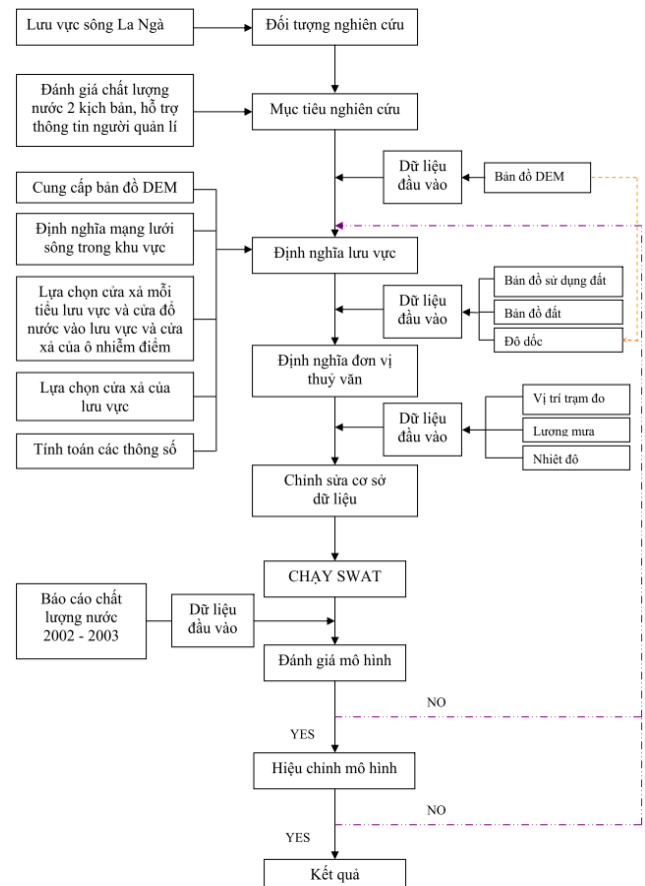 Lưu vực sông La Ngà
Đối tượng nghiên cứu
Đánh giá chất lượng
nước 2 kịch bản, hỗ trợ
thông tin người quản lí
Mục tiêu nghiên cứu
Dữ liệu
đầu vào
Bản đồ DEM
Cung cấp bản đồ DEM
Định nghĩa mạng lưới
sông trong khu vực
Lựa chọn cửa xả mỗi
tiểu lưu vực và cửa đổ
nước vào lưu vực và cửa
xả của ô nhiễm điểm
Lựa chọn cửa xả của
lưu vực
Tính toán các thông số
Định nghĩa lưu vực
Dữ liệu
đầu vào
Bản đồ sử dụng đất
Bản đồ đất
Đô dốc
Định nghĩa đơn vị
thuỷ văn
Dữ liệu
đầu vào
Vị trí trạm đo
Lương mưa
Nhiêt đô
Chỉnh sửa cơ sở
dữ liệu
CHẠY SWAT
Báo cáo chất
lượng nước
2002 - 2003
Dữ liệu
đầu vào
Đánh giá mô hình
NO
YES
Hiệu chỉnh mô hình
NO
YES
Kết quả